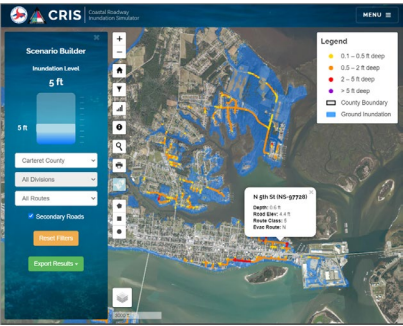 CRIS
Coastal Roadway
Inundation Simulator
MENU
Scenario Builder
Inundation Level
5 ft
5 ft
Carteret County
All Divisions
All Routes
Secondary Roads
Reset Filters
Export Results
Legend
0.1 – 0.5 ft deep
0.5 – 2 ft deep
2 – 5 ft deep
> 5 ft deep
County Boundary
Ground Inundation
N 5th St (NS-97728)
Depth: 0.6 ft
Road Elev: 4.4 ft
Route Class: 5
Evac Route: N